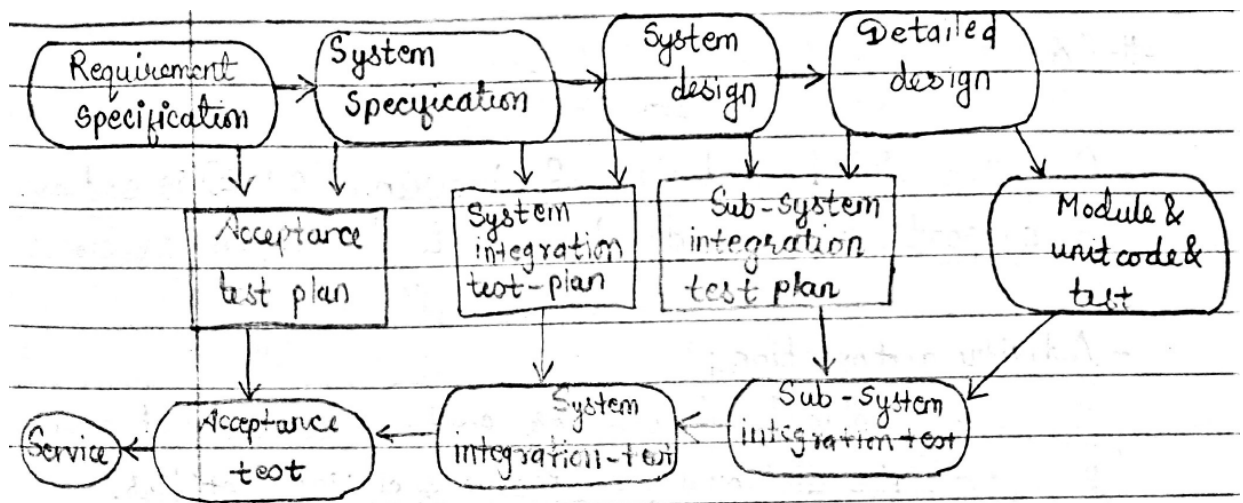 Requirement
specification
System
specification
System
design
Detailed
design
Acceptance
test plan
System
integration
test-plan
Sub-system
integration
test plan
Module &
unit code &
test
Service
Acceptance
test
System
integration-test
Sub-System
integration test